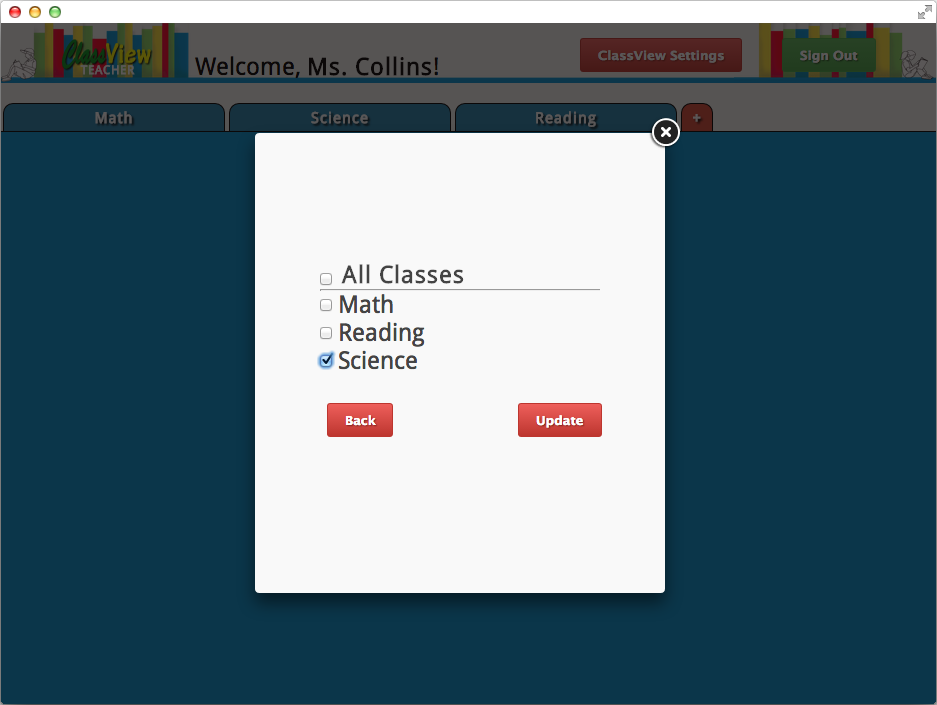 ClassView
TEACHER
Welcome, Ms. Collins!
ClassView Settings
Sign Out
Math
Science
Reading
+
All Classes
Math
Reading
Science
Back
Update